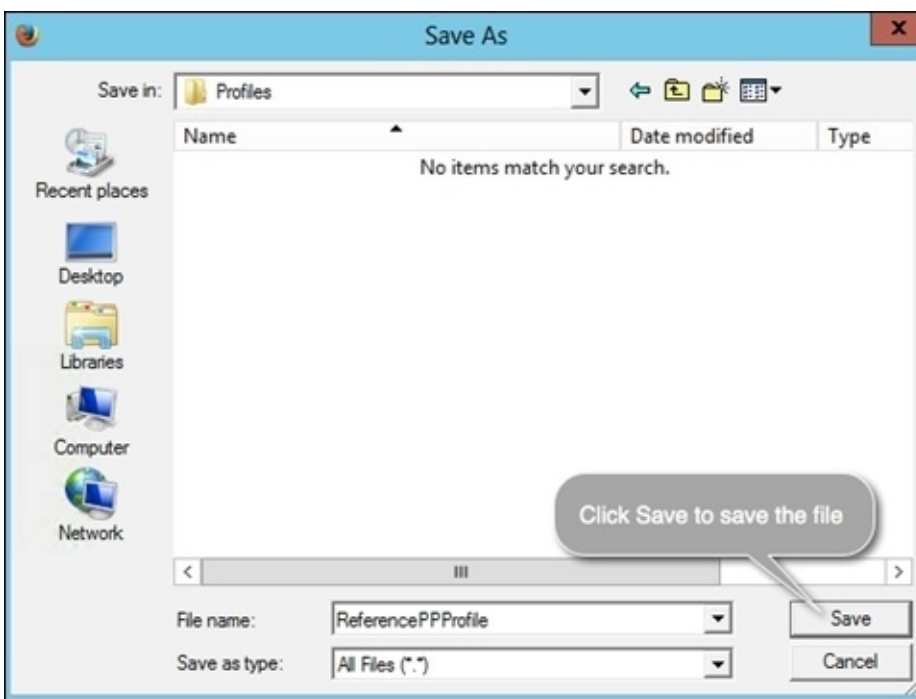 Save As
x
Save in:
Profiles
Name
Date modified
Type
No items match your search.
Recent places
Desktop
Libraries
Computer
Network
Click Save to save the file
File name:
ReferencePPProfile
Save
Save as type:
All Files (*.*)
Cancel